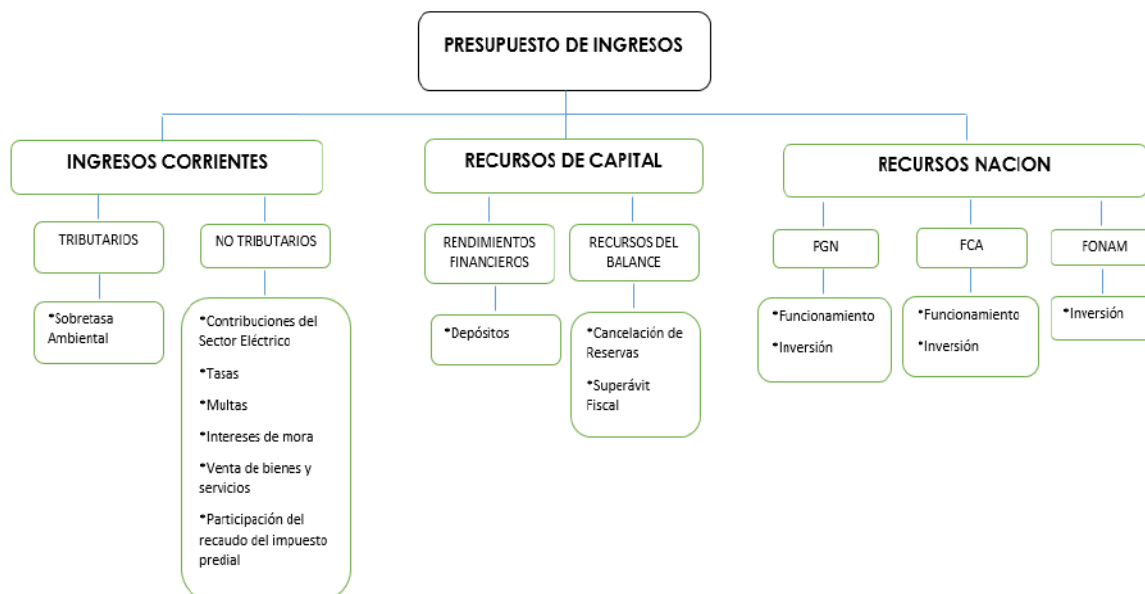 PRESUPUESTO DE INGRESOS
INGRESOS CORRIENTES
RECURSOS DE CAPITAL
RECURSOS NACION
TRIBUTARIOS
NO TRIBUTARIOS
RENDIMIENTOS
FINANCIEROS
RECURSOS DEL
BALANCE
PGN
FCA
FONAM
*Sobretasa
Ambiental
*Contribuciones del
Sector Eléctrico
*Tasas
*Multas
*Intereses de mora
*Venta de bienes y
servicios
*Participación del
recaudo del impuesto
predial
*Depósitos
*Cancelación de
Reservas
*Superávit
Fiscal
*Funcionamiento
*Inversión
*Funcionamiento
*Inversión
*Inversión